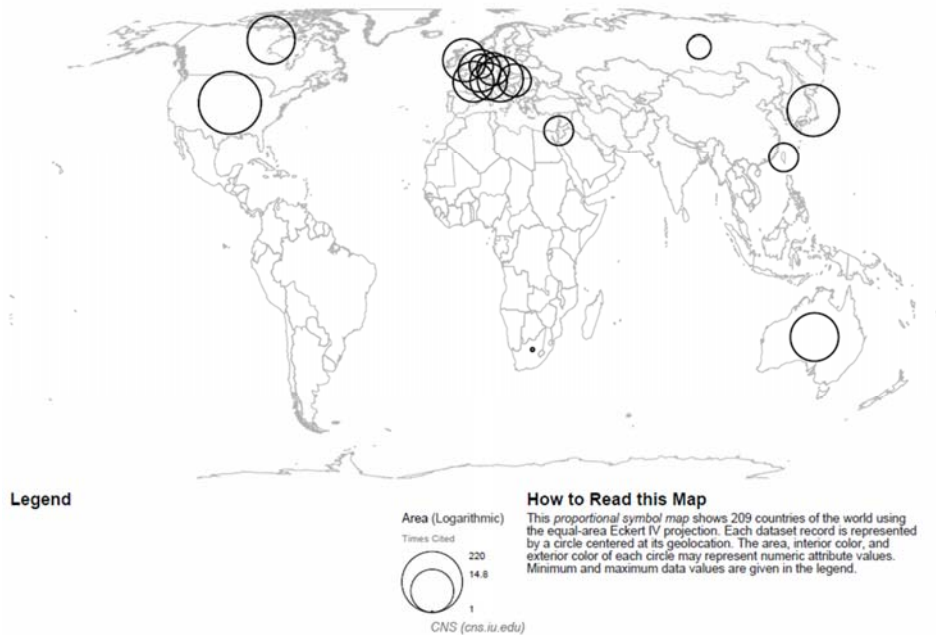 Legend
Area (Logarithmic)
Times Cited
220
14.8
1
CNS (cns.iu.edu)
How to Read this Map
This proportional symbol map shows 209 countries of the world using
the equal-area Eckert IV projection. Each dataset record is represented
by a circle centered at its geolocation. The area, interior color, and
exterior color of each circle may represent numeric attribute values.
Minimum and maximum data values are given in the legend.